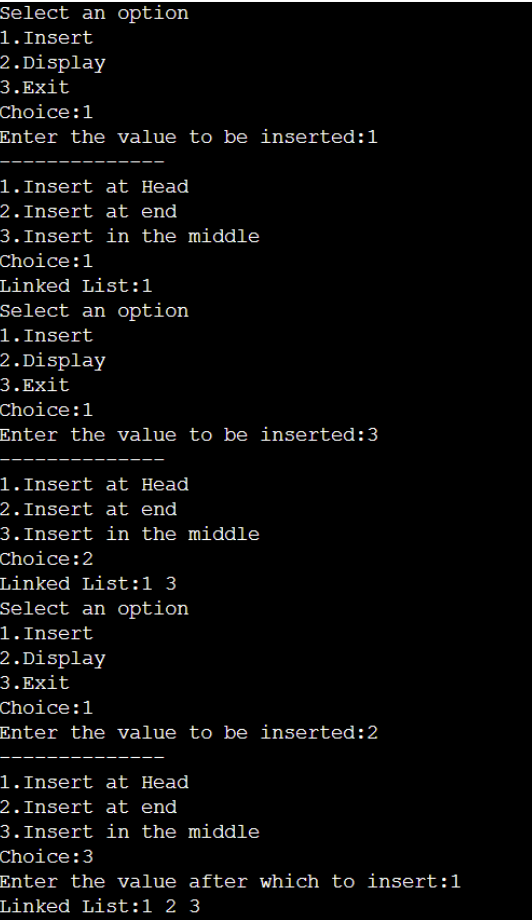 Select an option
1.Insert
2.Display
3.Exit
Choice:1
Enter the value to be inserted:1
--------------
1.Insert at Head
2.Insert at end
3.Insert in the middle
Choice:1
Linked List:1
Select an option
1.Insert
2.Display
3.Exit
Choice:1
Enter the value to be inserted:3
--------------
1.Insert at Head
2.Insert at end
3.Insert in the middle
Choice:2
Linked List:1 3
Select an option
1.Insert
2.Display
3.Exit
Choice:1
Enter the value to be inserted:2
--------------
1.Insert at Head
2.Insert at end
3.Insert in the middle
Choice:3
Enter the value after which to insert:1
Linked List:1 2 3